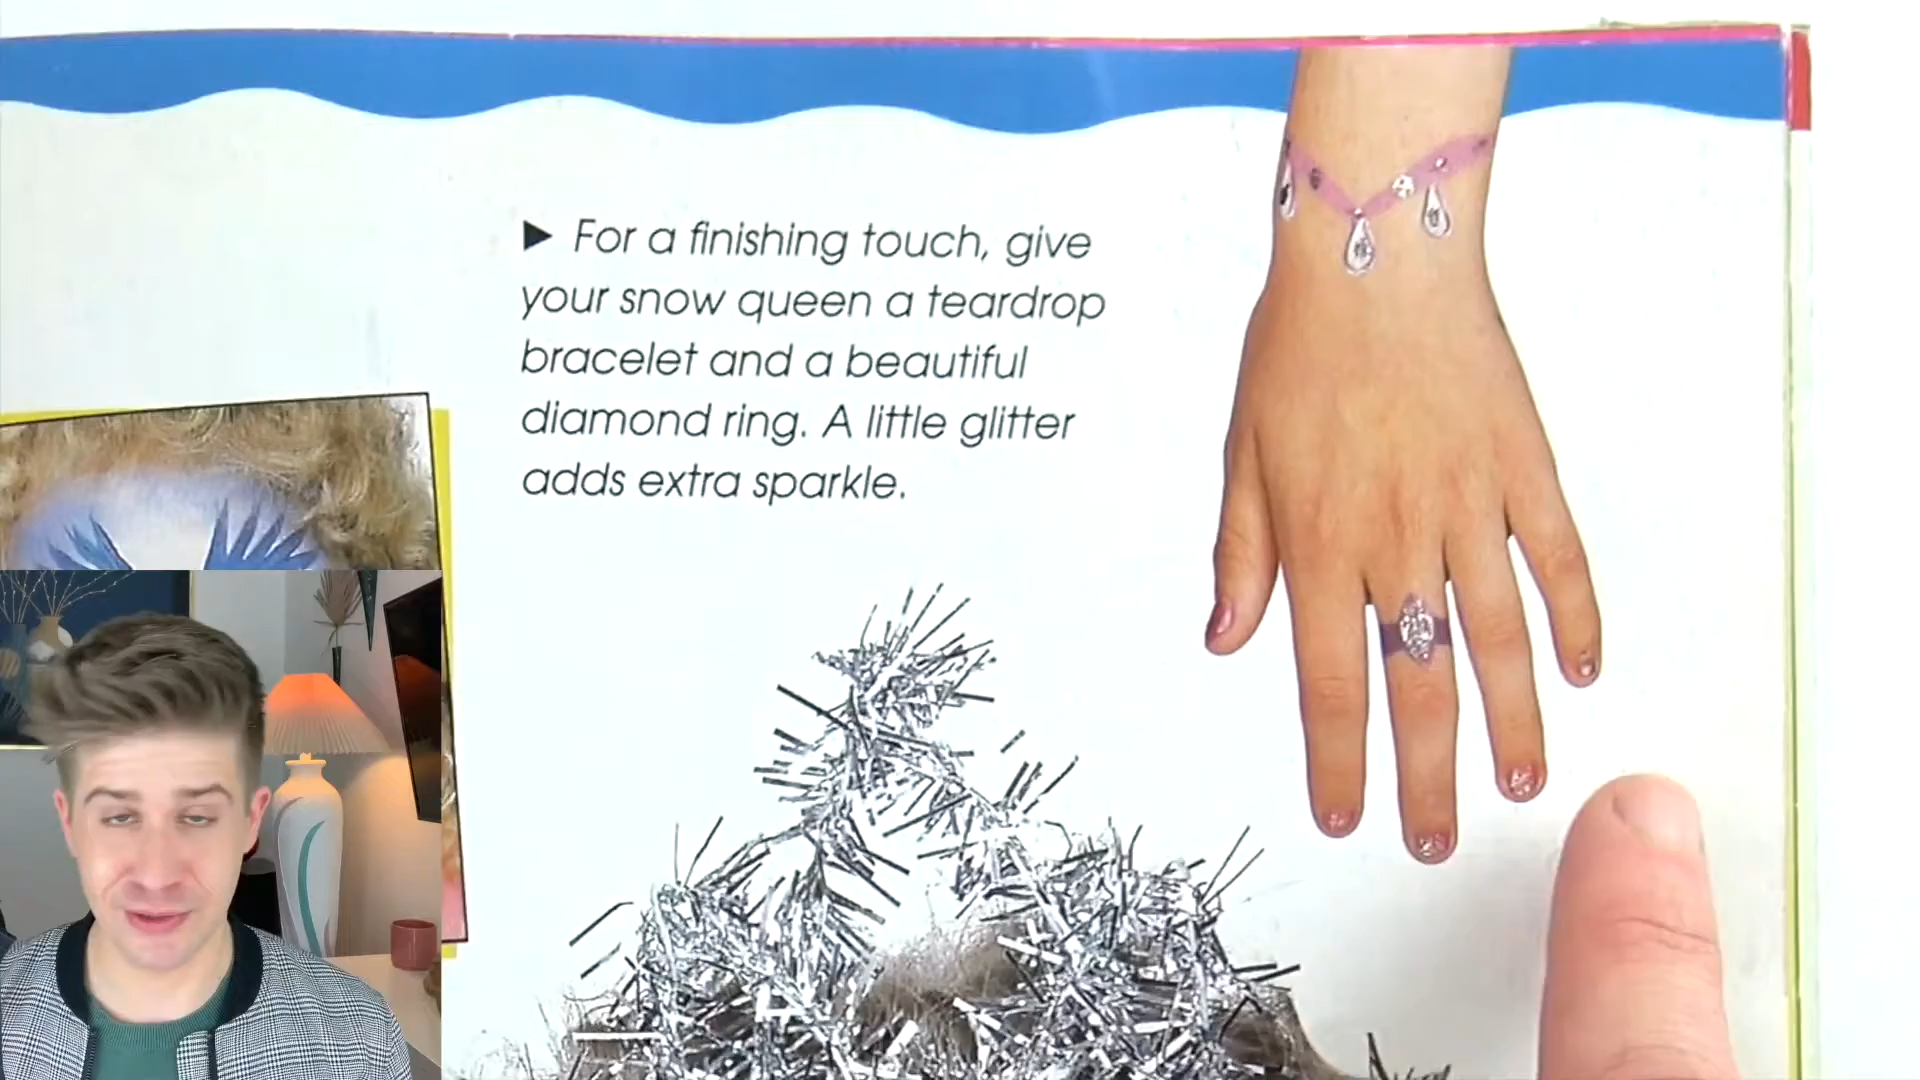 ► For a finishing touch, give
your snow queen a teardrop
bracelet and a beautiful
diamond ring. A little glitter
adds extra sparkle.